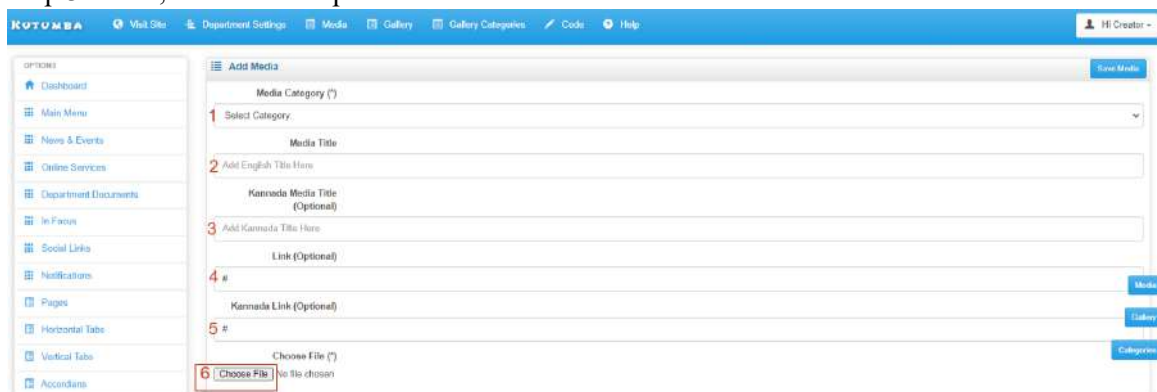 KUTUMBA Visit Site Department Settings Media Gallery Gallery Categories Code Help Hi Creator
OPTIONS
Dashboard
Main Menu
News & Events
Online Services
Department Documents
In Focus
Social Links
Notifications
Pages
Horizontal Tabs
Vertical Tabs
Accordians
Add Media Save Media
Media Category (*)
1 Select Category
Media Title
2 Add English Title Here
Kannada Media Title
(Optional)
3 Add Kannada Title Here
Link (Optional)
4 #
Media
Kannada Link (Optional)
Gallery
5 #
Choose File (*)
Categories
6 Choose File No file chosen